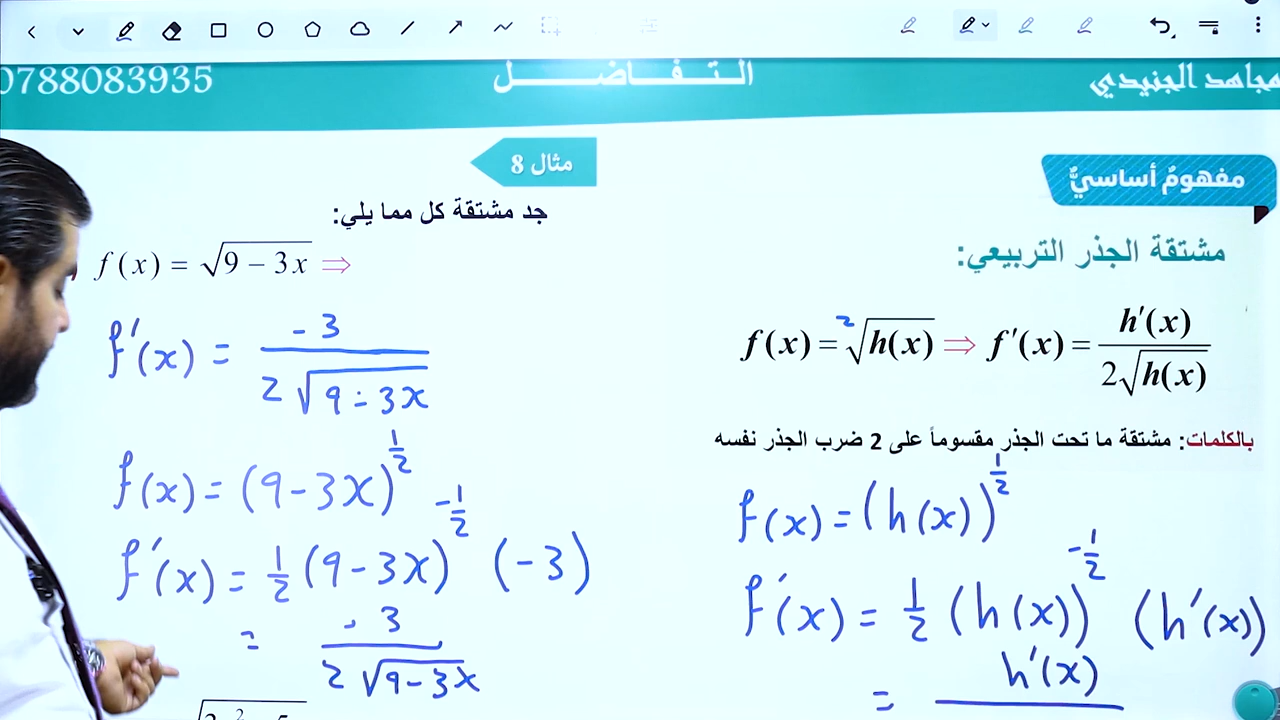 مجاهد الجنيدي
الـتـفـاضـل
0788083935
مفهومٌ أساسيٌّ
مشتقة الجذر التربيعي:
f(x) = ²√h(x) ⇒ f'(x) = h'(x) / 2√h(x)
بالكلمات: مشتقة ما تحت الجذر مقسوماً على 2 ضرب الجذر نفسه
f(x) = (h(x))^½
f'(x) = ½ (h(x))^-½ (h'(x))
= h'(x)
مثال 8
جد مشتقة كل مما يلي:
f(x) = √(9 − 3x) ⇒
f'(x) = -3 / 2√(9 - 3x)
f(x) = (9-3x)^½
f'(x) = ½ (9-3x)^-½ (-3)
= -3 / 2√(9-3x)